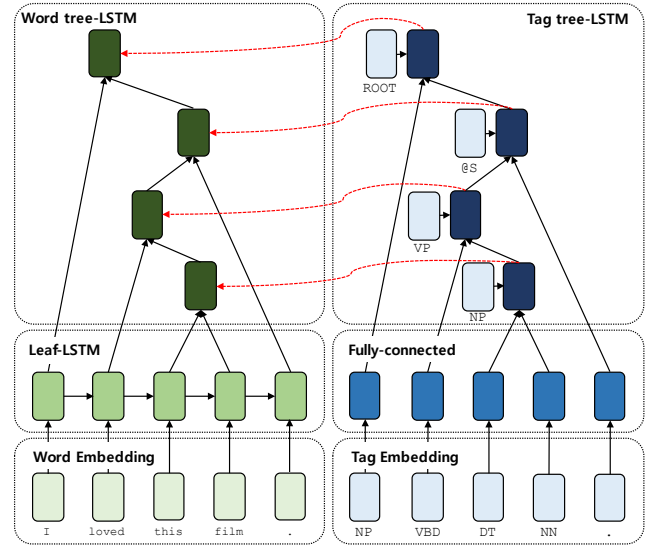 Word tree-LSTM
Tag tree-LSTM
ROOT
@S
VP
NP
Leaf-LSTM
Fully-connected
Word Embedding
Tag Embedding
I loved this film .
NP VBD DT NN .